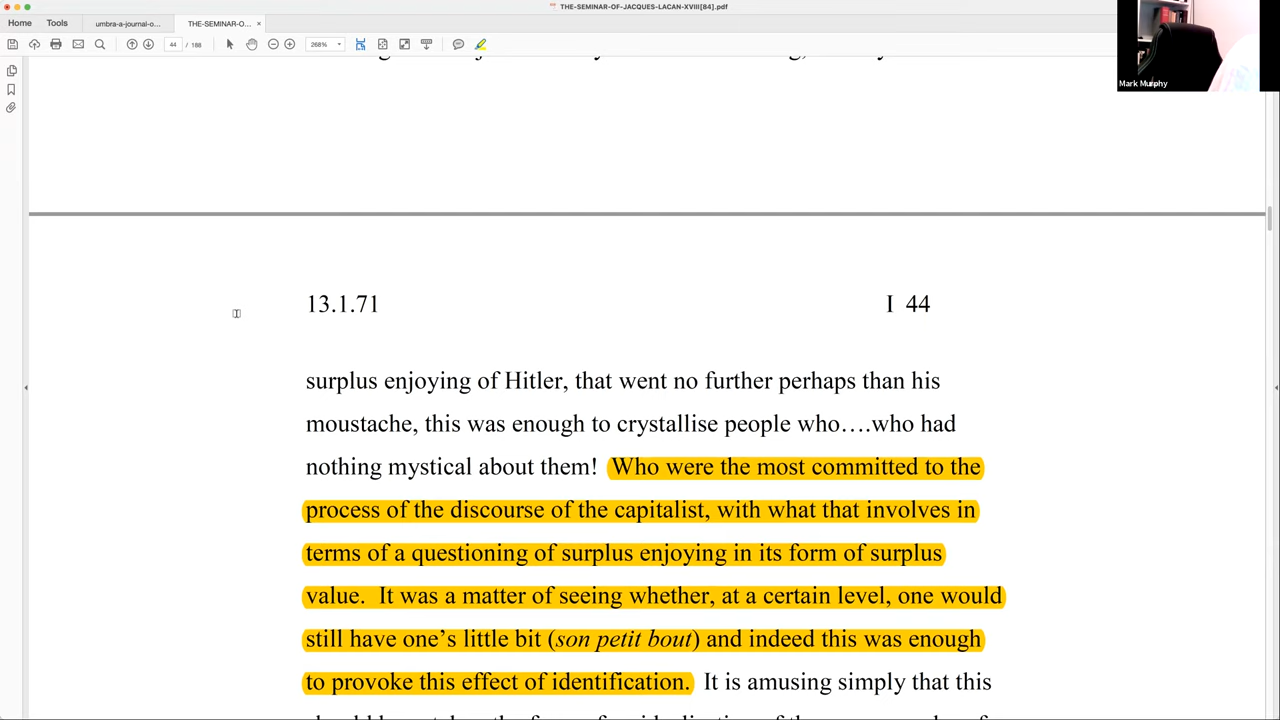 THE-SEMINAR-OF-JACQUES-LACAN-XVIII[84].pdf
Home Tools umbra-a-journal-o... THE-SEMINAR-O... ×
44 / 188 268%
Mark Murphy
13.1.71 I 44
surplus enjoying of Hitler, that went no further perhaps than his
moustache, this was enough to crystallise people who….who had
nothing mystical about them! Who were the most committed to the
process of the discourse of the capitalist, with what that involves in
terms of a questioning of surplus enjoying in its form of surplus
value. It was a matter of seeing whether, at a certain level, one would
still have one’s little bit (son petit bout) and indeed this was enough
to provoke this effect of identification. It is amusing simply that this